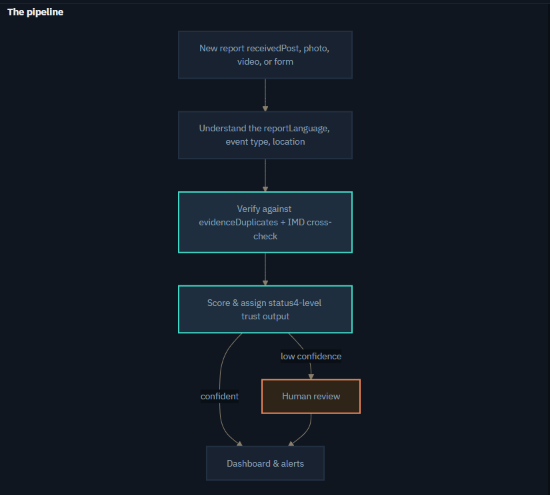 The pipeline
New report receivedPost, photo,
video, or form
Understand the reportLanguage,
event type, location
Verify against
evidenceDuplicates + IMD cross-
check
Score & assign status4-level
trust output
low confidence
confident
Human review
Dashboard & alerts